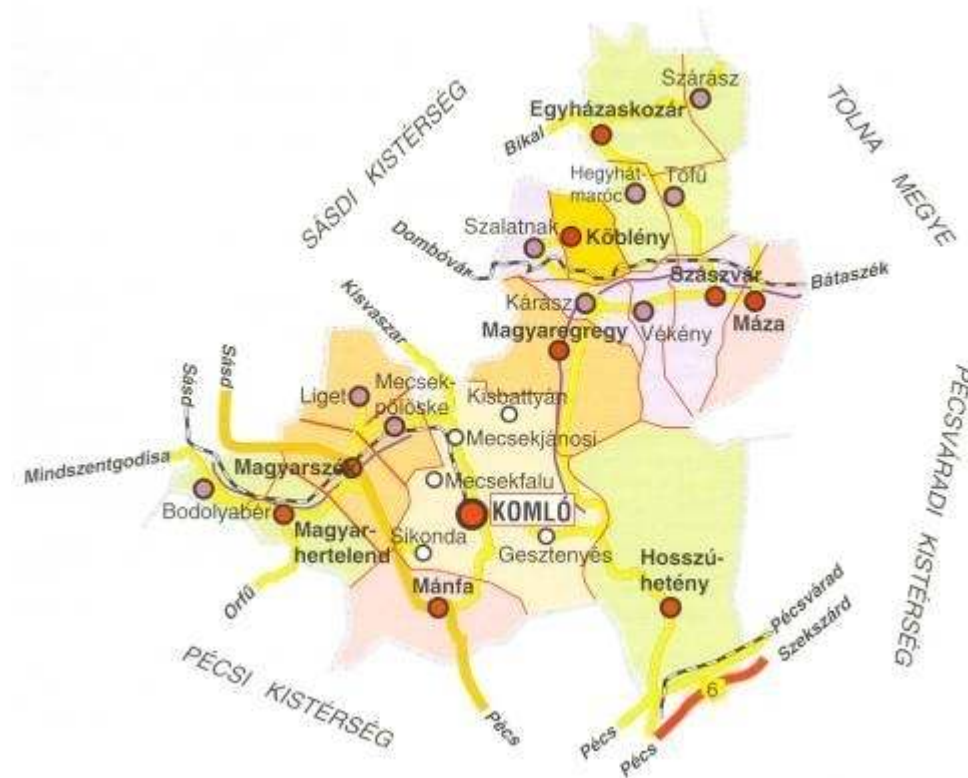 Szárász
Egyházaskozár
Bikal
TOLNA MEGYE
SÁSDI KISTÉRSÉG
Hegyhát-
maróc
Tófű
Szalatnak
Köblény
Dombóvár
Szászvár
Bátaszék
Kisvaszar
Kárász
Vékény
Máza
Magyaregregy
Sásd
Sásd
Liget
Mecsek-
pölöske
Kisbattyán
Mecsekjánosi
PÉCSVÁRADI KISTÉRSÉG
Mindszentgodisa
Magyarszék
Mecsekfalu
Bodolyabér
KOMLÓ
Magyar-
hertelend
Sikonda
Gesztenyés
Hosszú-
hetény
Orfű
Mánfa
Pécsvárad
Szekszárd
PÉCSI KISTÉRSÉG
6
Pécs
Pécs
Pécs